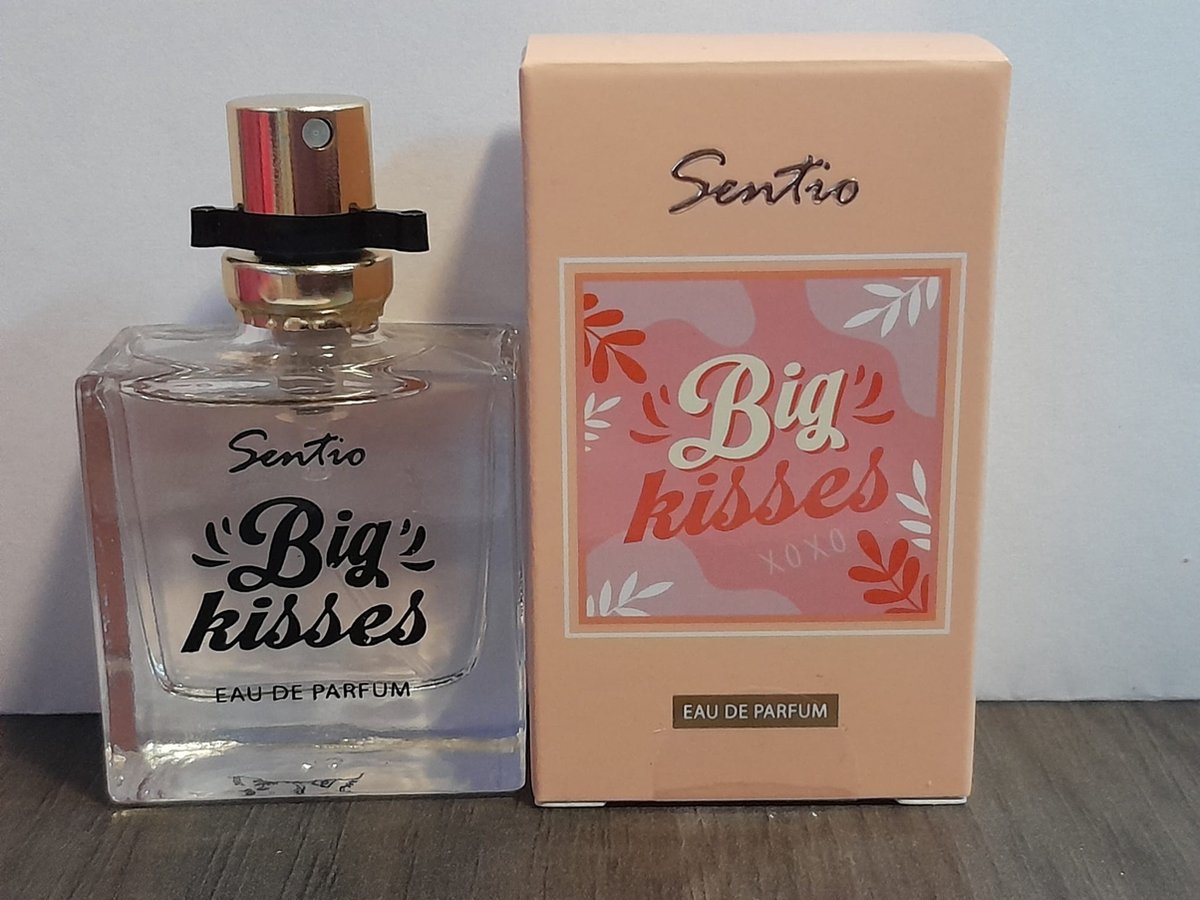 Sentio
Big
kisses
EAU DE PARFUM
Sentio
Big
kisses
XOXO
EAU DE PARFUM